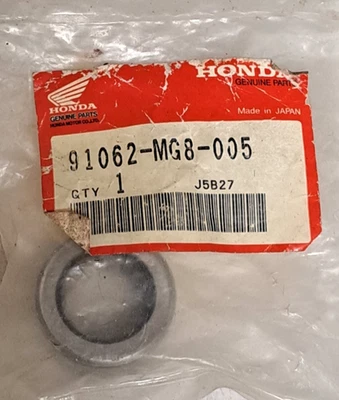 HONDA
GENUINE PARTS
HONDA MOTOR CO., LTD.
HONDA
GENUINE PARTS
Made in JAPAN
91062-MG8-005
QTY 1 J5B27